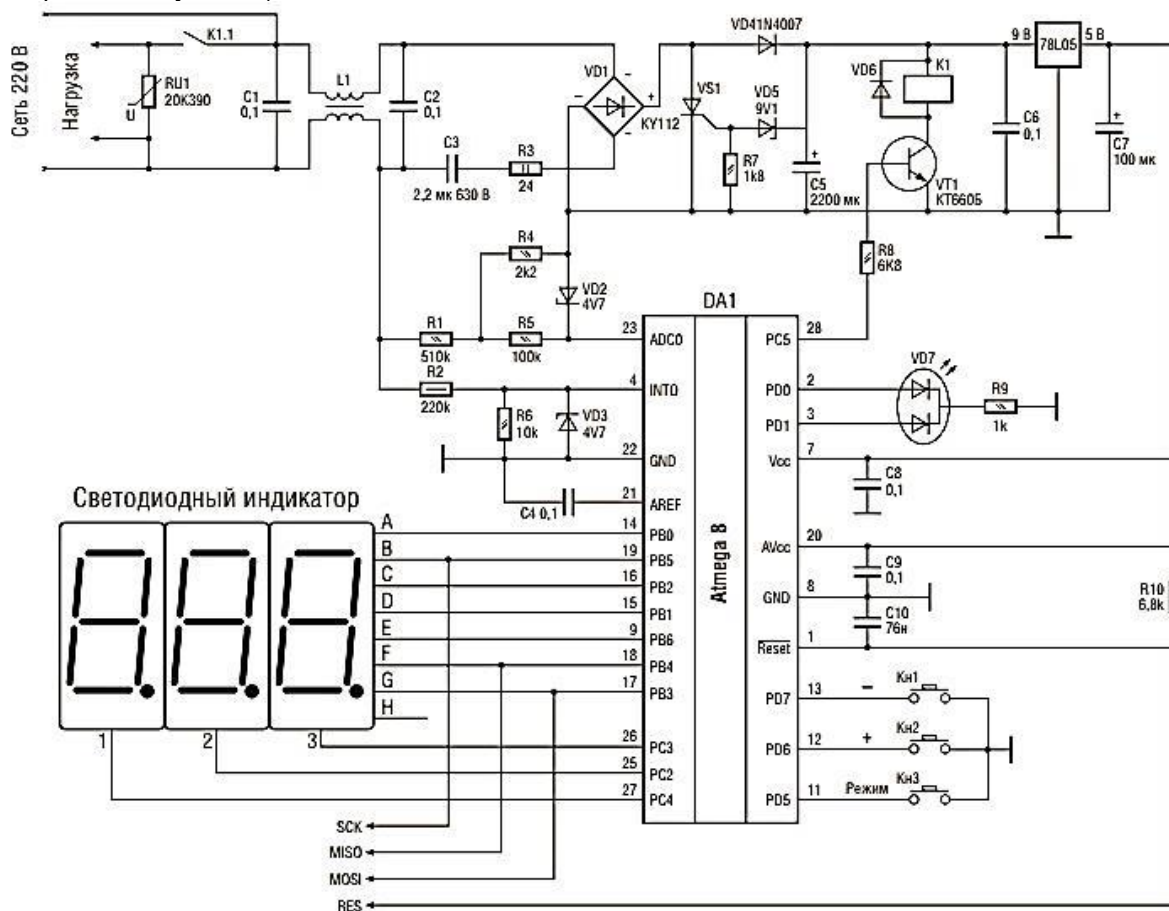 Сеть 220 В
Нагрузка
K1.1
RU1
20K390
U
C1
0,1
L1
C2
0,1
C3
2,2 мк 630 В
R3
24
VD1
−
−
+
−
KY112
VS1
VD41N4007
VD5
9V1
R7
1k8
+
C5
2200 мк
VD6
K1
VT1
КТ660Б
R8
6K8
C6
0,1
9 В
78L05
5 В
+
C7
100 мк
R4
2k2
VD2
4V7
R1
510k
R5
100k
R2
220k
R6
10k
VD3
4V7
C4 0,1
DA1
Atmega 8
23 ADC0
4 INT0
22 GND
21 AREF
14 PB0
19 PB5
16 PB2
15 PB1
9 PB6
18 PB4
17 PB3
26 PC3
25 PC2
27 PC4
PC5 28
PD0 2
PD1 3
Vcc 7
AVcc 20
GND 8
Reset 1
PD7 13
PD6 12
PD5 11
VD7
R9
1k
C8
0,1
C9
0,1
C10
76н
R10
6,8k
− Кн1
+ Кн2
Режим Кн3
Светодиодный индикатор
A
B
C
D
E
F
G
H
1
2
3
SCK
MISO
MOSI
RES